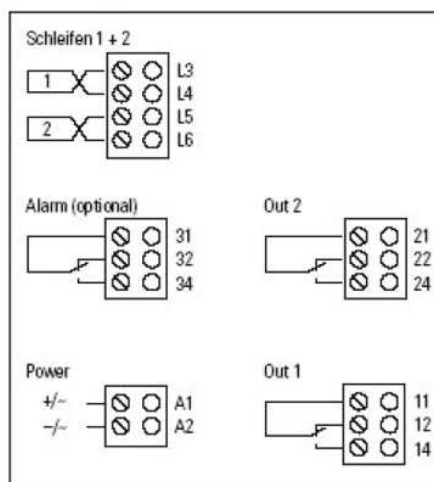 Schleifen 1 + 2
1
L3
L4
2
L5
L6
Alarm (optional)
31
32
34
Out 2
21
22
24
Power
+/~ A1
–/~ A2
Out 1
11
12
14